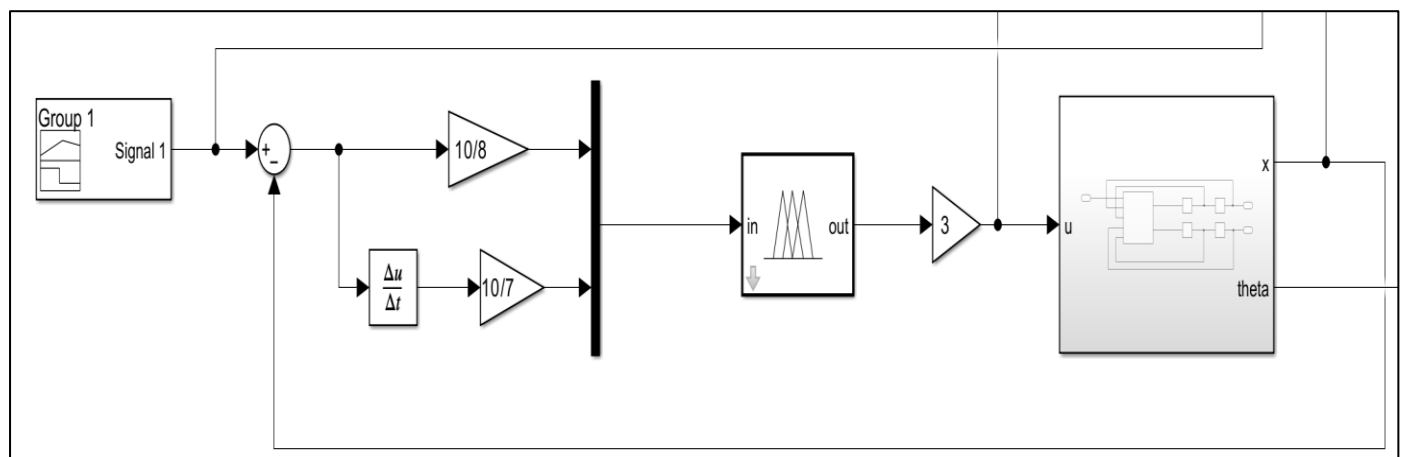 Group 1
Signal 1
+
−
10/8
Δu
Δt
10/7
in
out
3
u
x
theta